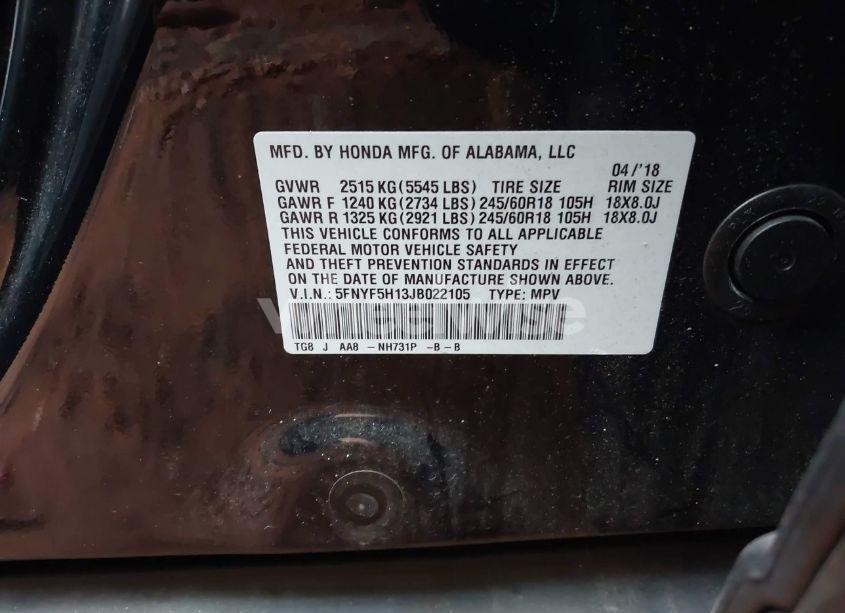 MFD. BY HONDA MFG. OF ALABAMA, LLC 04/'18
GVWR 2515 KG (5545 LBS) TIRE SIZE RIM SIZE
GAWR F 1240 KG (2734 LBS) 245/60R18 105H 18X8.0J
GAWR R 1325 KG (2921 LBS) 245/60R18 105H 18X8.0J
THIS VEHICLE CONFORMS TO ALL APPLICABLE
FEDERAL MOTOR VEHICLE SAFETY
AND THEFT PREVENTION STANDARDS IN EFFECT
ON THE DATE OF MANUFACTURE SHOWN ABOVE.
V.I.N.: 5FNYF5H13JB022105 TYPE: MPV
TG8 J AA8 - NH731P - B - B